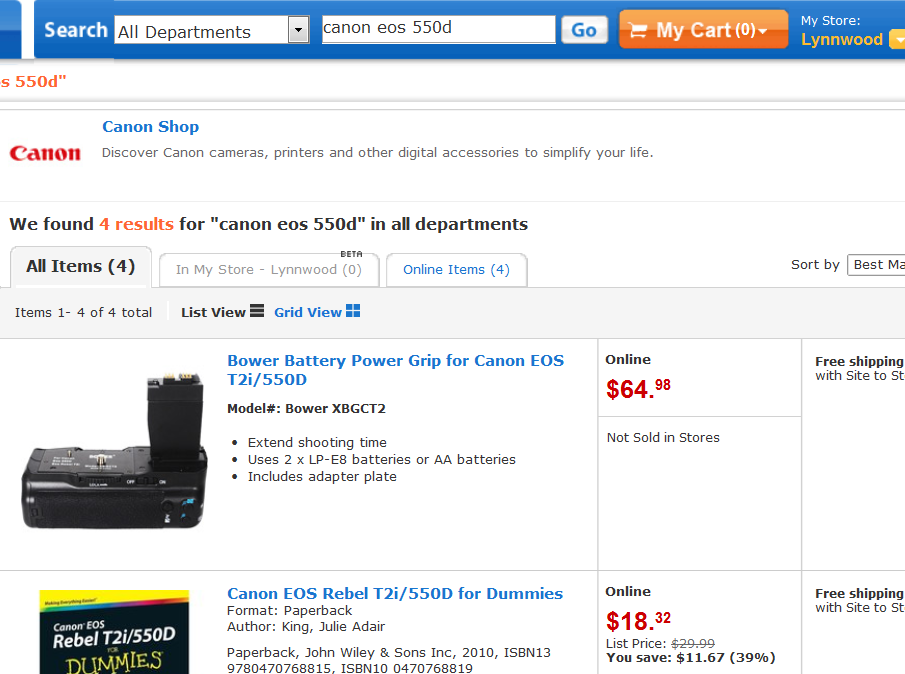 Search All Departments canon eos 550d Go My Cart (0) My Store:
Lynnwood
s 550d"
Canon Shop
Canon Discover Canon cameras, printers and other digital accessories to simplify your life.
We found 4 results for "canon eos 550d" in all departments
All Items (4) In My Store - Lynnwood (0) BETA Online Items (4) Sort by Best Ma
Items 1- 4 of 4 total List View Grid View
Bower Battery Power Grip for Canon EOS
T2i/550D
Model#: Bower XBGCT2
• Extend shooting time
• Uses 2 x LP-E8 batteries or AA batteries
• Includes adapter plate
OFF ON
Online
$64.98
Not Sold in Stores
Free shipping
with Site to St
Making Everything Easier!
Canon® EOS
Rebel T2i/550D
DUMMIES
Canon EOS Rebel T2i/550D for Dummies
Format: Paperback
Author: King, Julie Adair
Paperback, John Wiley & Sons Inc, 2010, ISBN13
9780470768815, ISBN10 0470768819
Online
$18.32
List Price: $29.99
You save: $11.67 (39%)
Free shipping
with Site to St